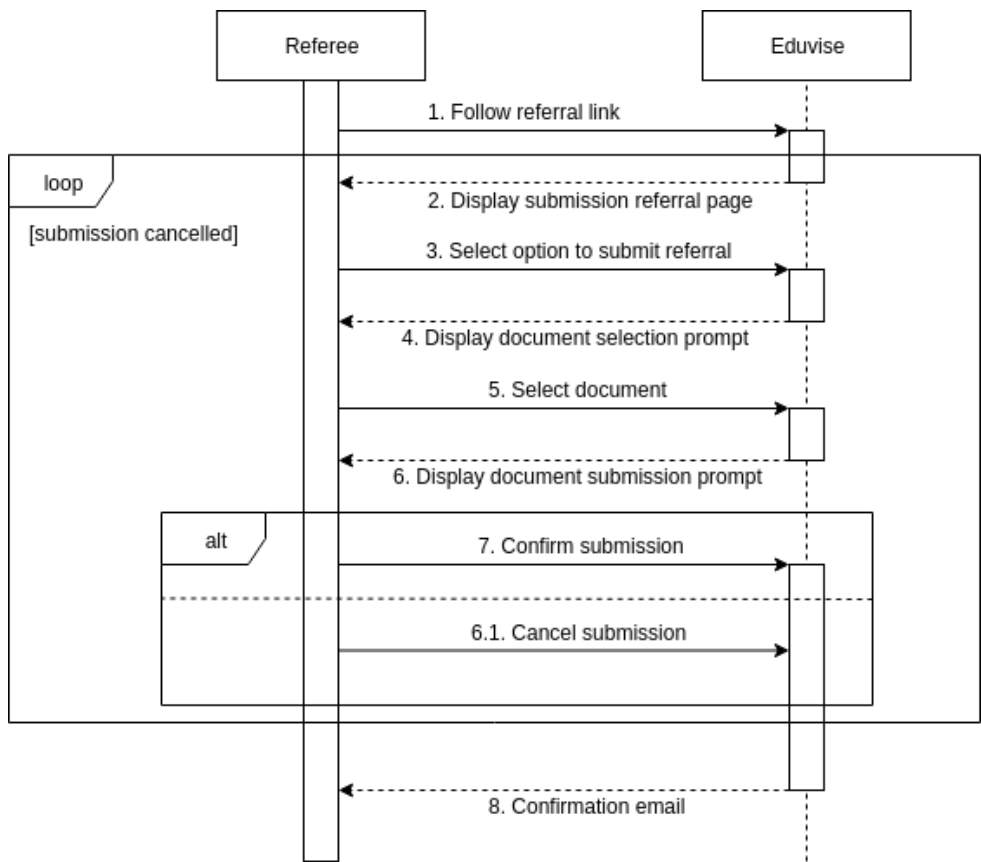 Referee
Eduvise
1. Follow referral link
loop
2. Display submission referral page
[submission cancelled]
3. Select option to submit referral
4. Display document selection prompt
5. Select document
6. Display document submission prompt
alt
7. Confirm submission
6.1. Cancel submission
8. Confirmation email